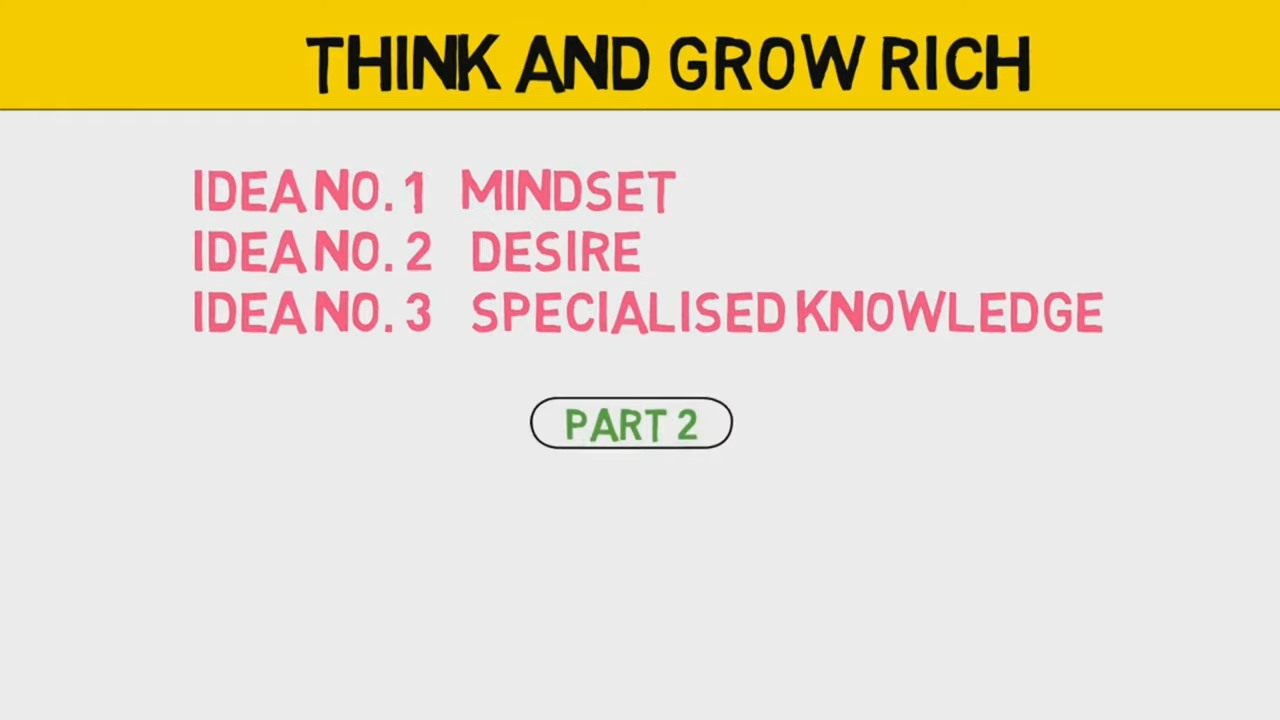 THINK AND GROW RICH
IDEA NO. 1 MINDSET
IDEA NO. 2 DESIRE
IDEA NO. 3 SPECIALISED KNOWLEDGE
PART 2